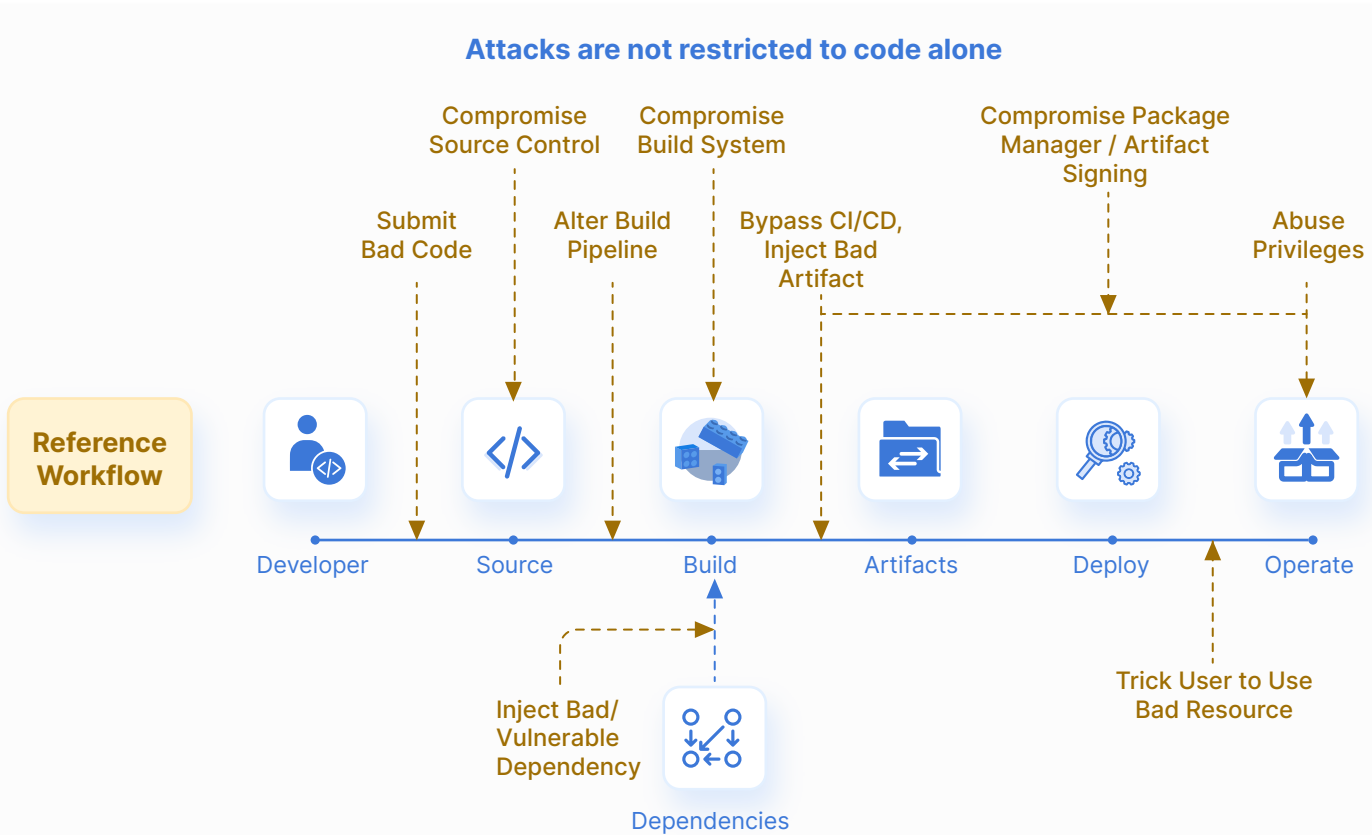 Attacks are not restricted to code alone
Compromise
Source Control
Compromise
Build System
Compromise Package
Manager / Artifact
Signing
Submit
Bad Code
Alter Build
Pipeline
Bypass CI/CD,
Inject Bad
Artifact
Abuse
Privileges
Reference
Workflow
Developer
Source
Build
Artifacts
Deploy
Operate
Inject Bad/
Vulnerable
Dependency
Trick User to Use
Bad Resource
Dependencies